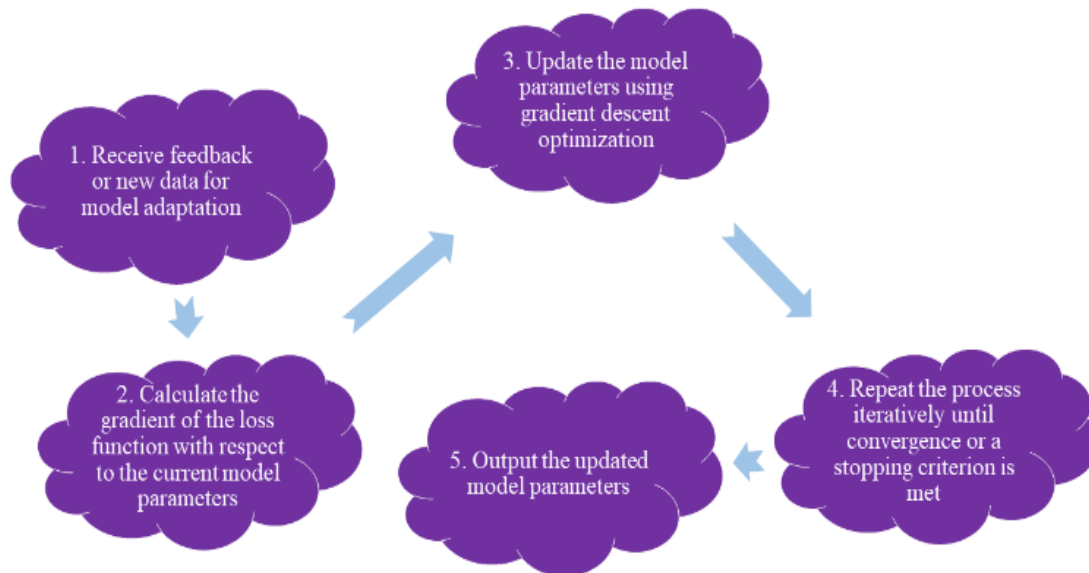 1. Receive feedback
or new data for
model adaptation
2. Calculate the
gradient of the loss
function with respect
to the current model
parameters
3. Update the model
parameters using
gradient descent
optimization
4. Repeat the process
iteratively until
convergence or a
stopping criterion is
met
5. Output the updated
model parameters